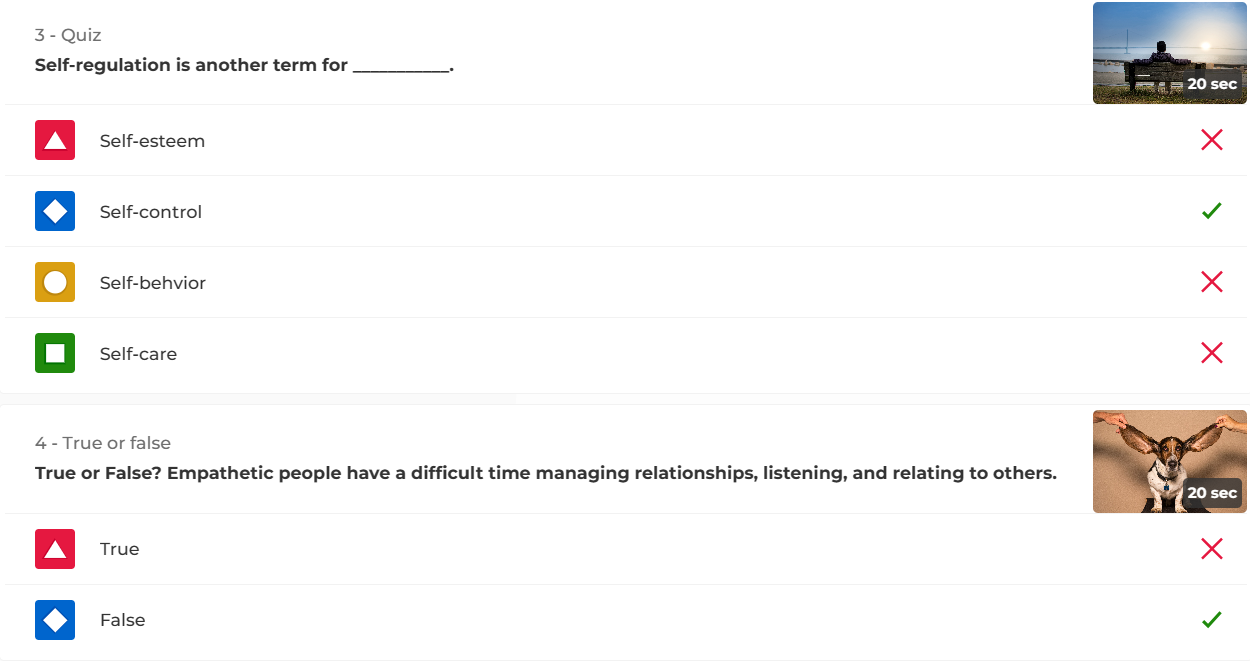 3 - Quiz
Self-regulation is another term for ___________.
20 sec
Self-esteem
Self-control
Self-behvior
Self-care
4 - True or false
True or False? Empathetic people have a difficult time managing relationships, listening, and relating to others.
20 sec
True
False